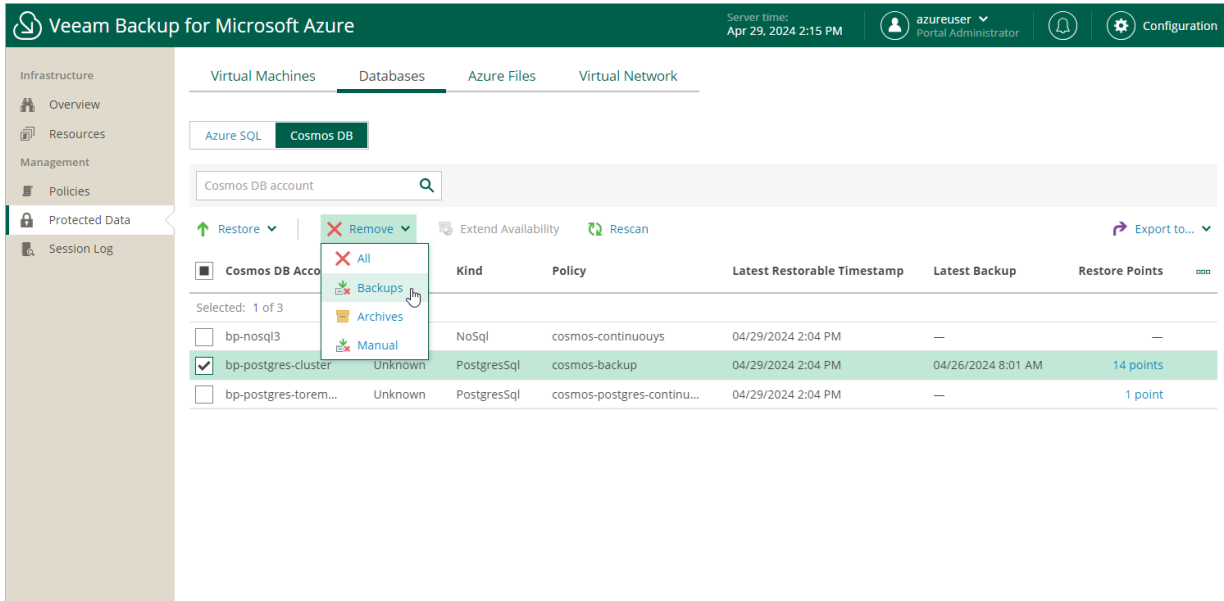 Veeam Backup for Microsoft Azure
Server time:
Apr 29, 2024 2:15 PM
azureuser
Portal Administrator
Configuration
Infrastructure
Overview
Resources
Management
Policies
Protected Data
Session Log
Virtual Machines Databases Azure Files Virtual Network
Azure SQL Cosmos DB
Cosmos DB account
Restore Remove Extend Availability Rescan Export to...
All
Backups
Archives
Manual
Cosmos DB Acco Kind Policy Latest Restorable Timestamp Latest Backup Restore Points
Selected: 1 of 3
bp-nosql3 NoSql cosmos-continuouys 04/29/2024 2:04 PM — —
bp-postgres-cluster Unknown PostgresSql cosmos-backup 04/29/2024 2:04 PM 04/26/2024 8:01 AM 14 points
bp-postgres-torem... Unknown PostgresSql cosmos-postgres-continu... 04/29/2024 2:04 PM — 1 point